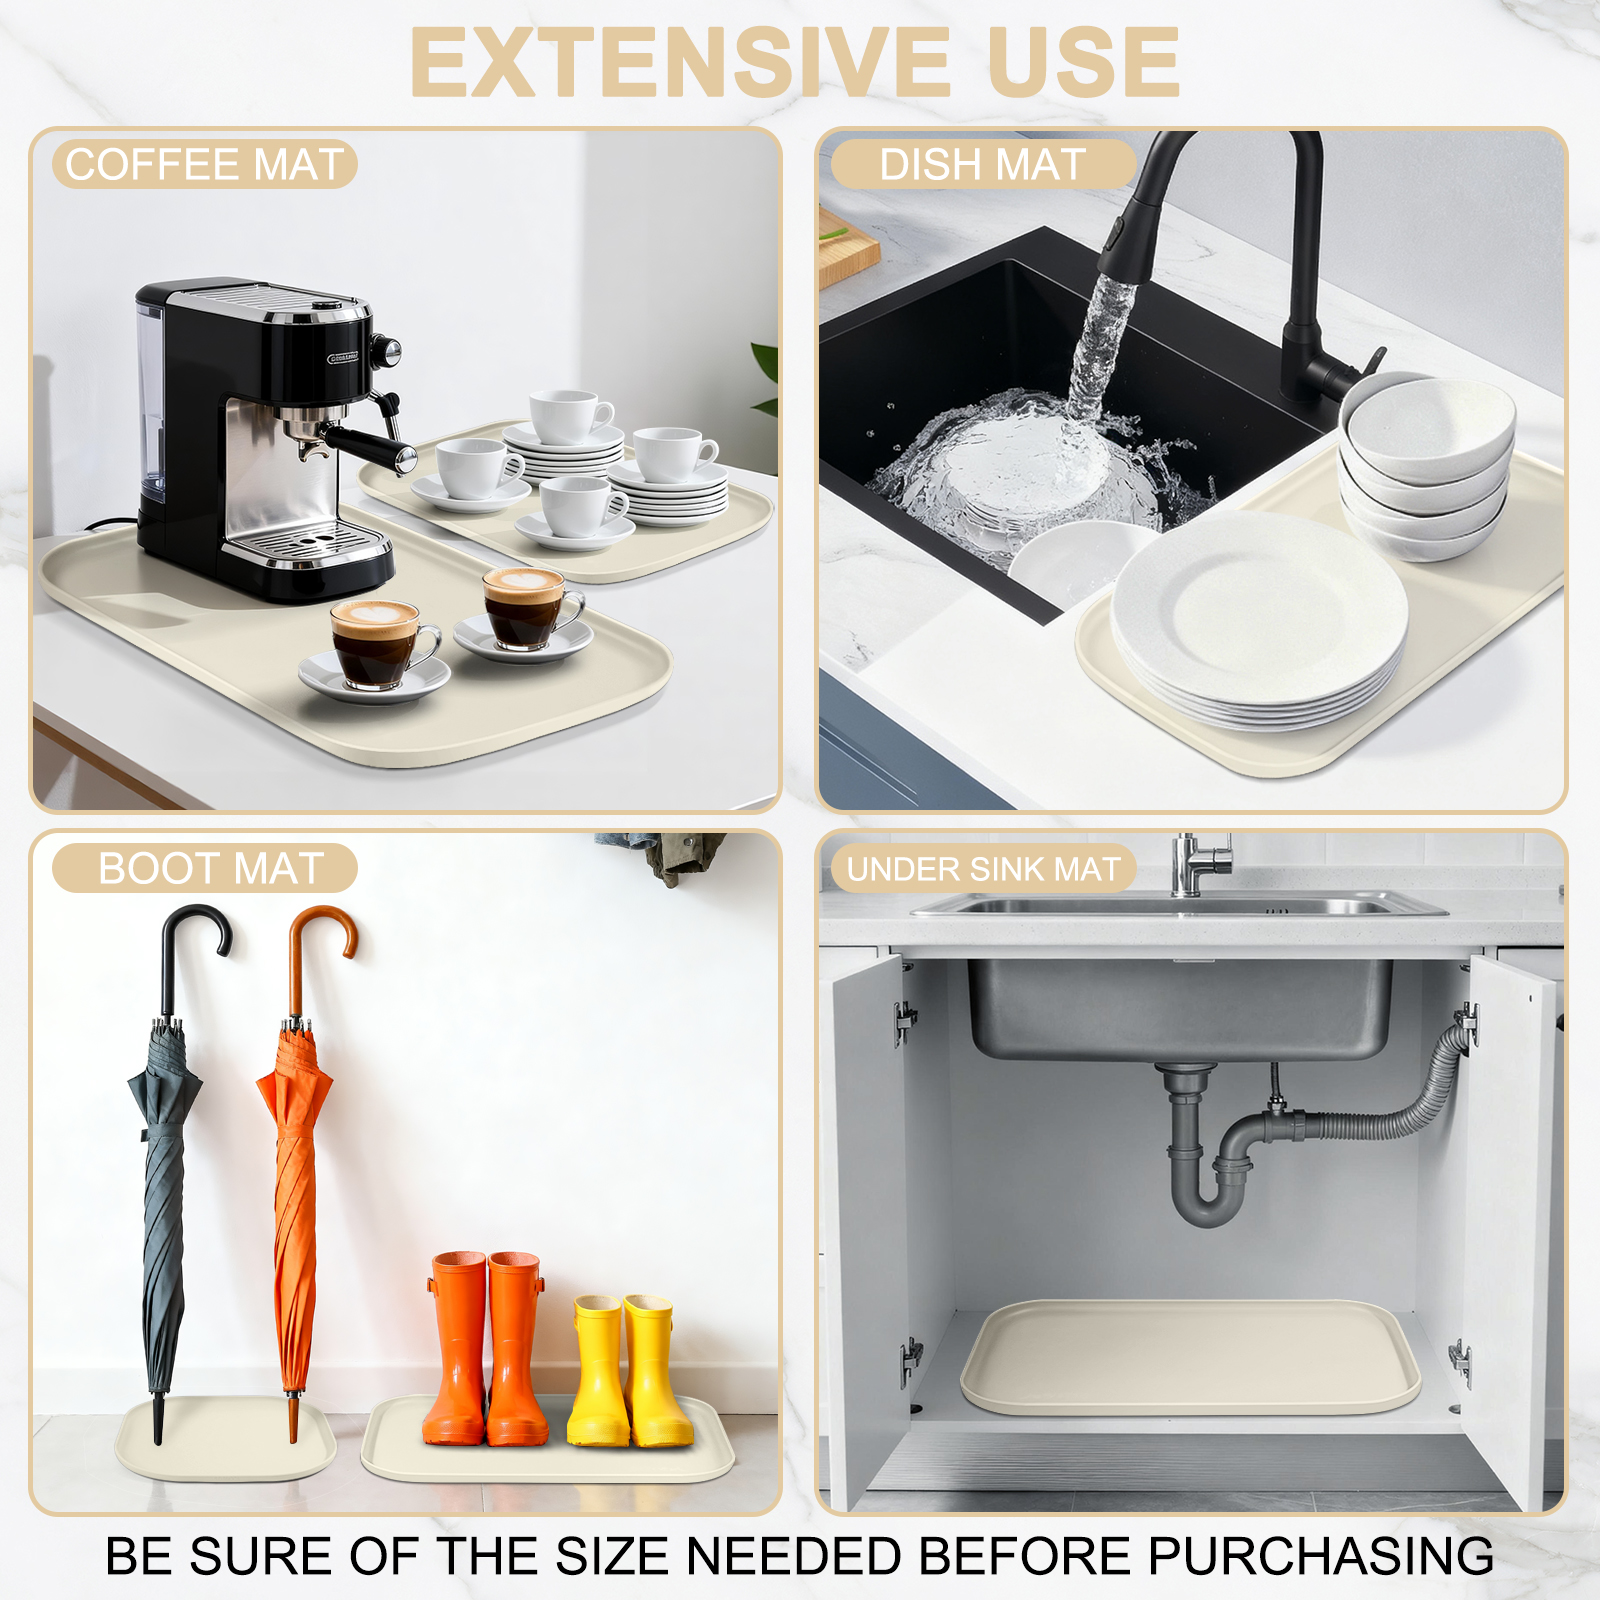 EXTENSIVE USE
COFFEE MAT
DISH MAT
BOOT MAT
UNDER SINK MAT
BE SURE OF THE SIZE NEEDED BEFORE PURCHASING